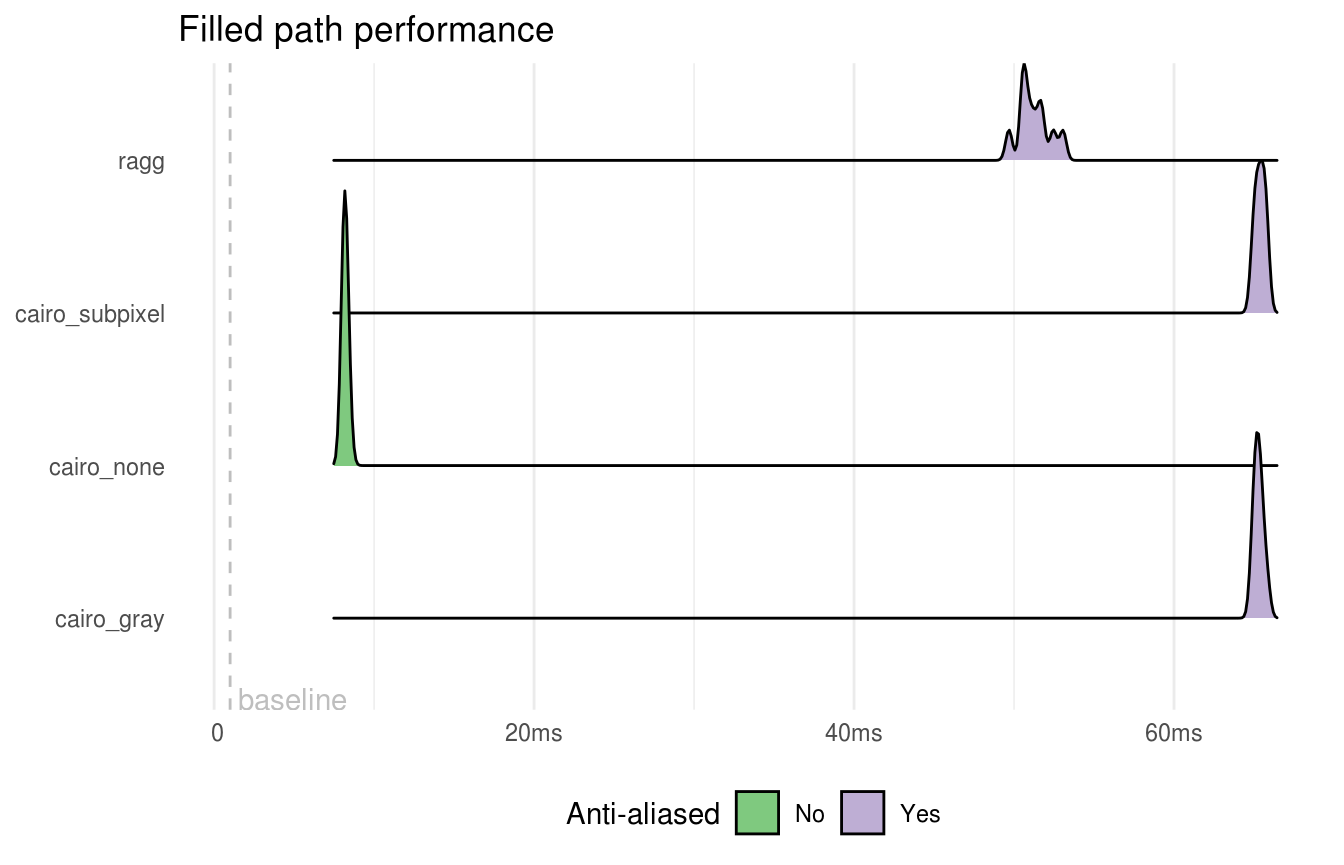 Filled path performance
ragg
cairo_subpixel
cairo_none
cairo_gray
baseline
0 20ms 40ms 60ms
Anti-aliased No Yes